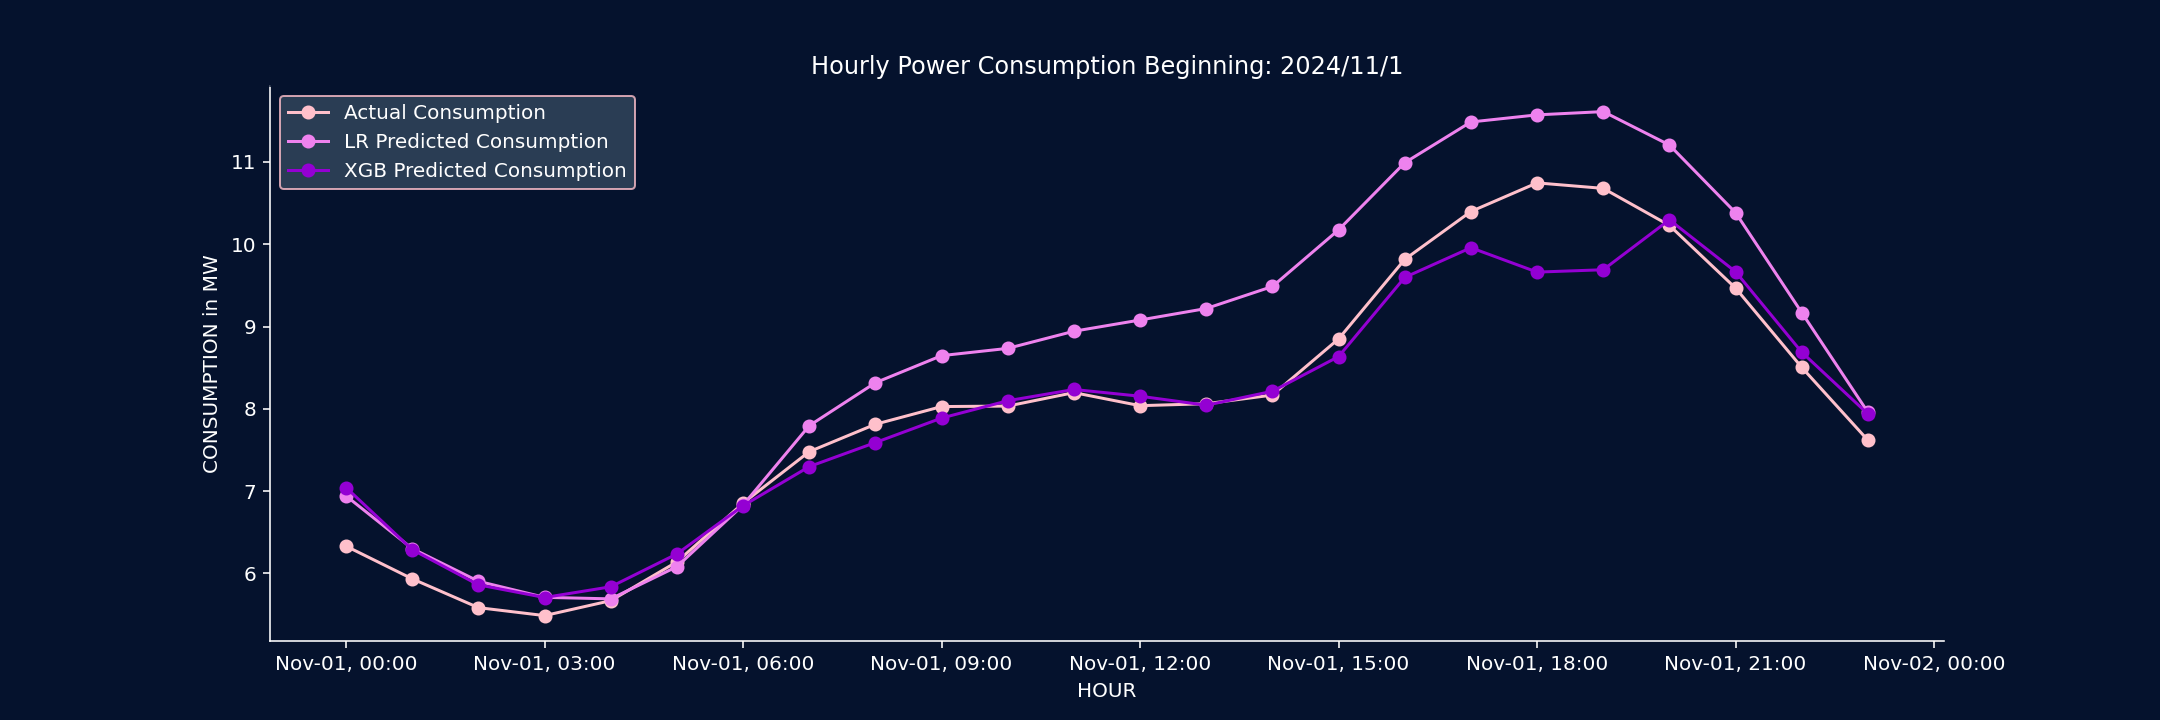 Hourly Power Consumption Beginning: 2024/11/1
Actual Consumption
LR Predicted Consumption
XGB Predicted Consumption
CONSUMPTION in MW
11
10
9
8
7
6
Nov-01, 00:00
Nov-01, 03:00
Nov-01, 06:00
Nov-01, 09:00
Nov-01, 12:00
Nov-01, 15:00
Nov-01, 18:00
Nov-01, 21:00
Nov-02, 00:00
HOUR